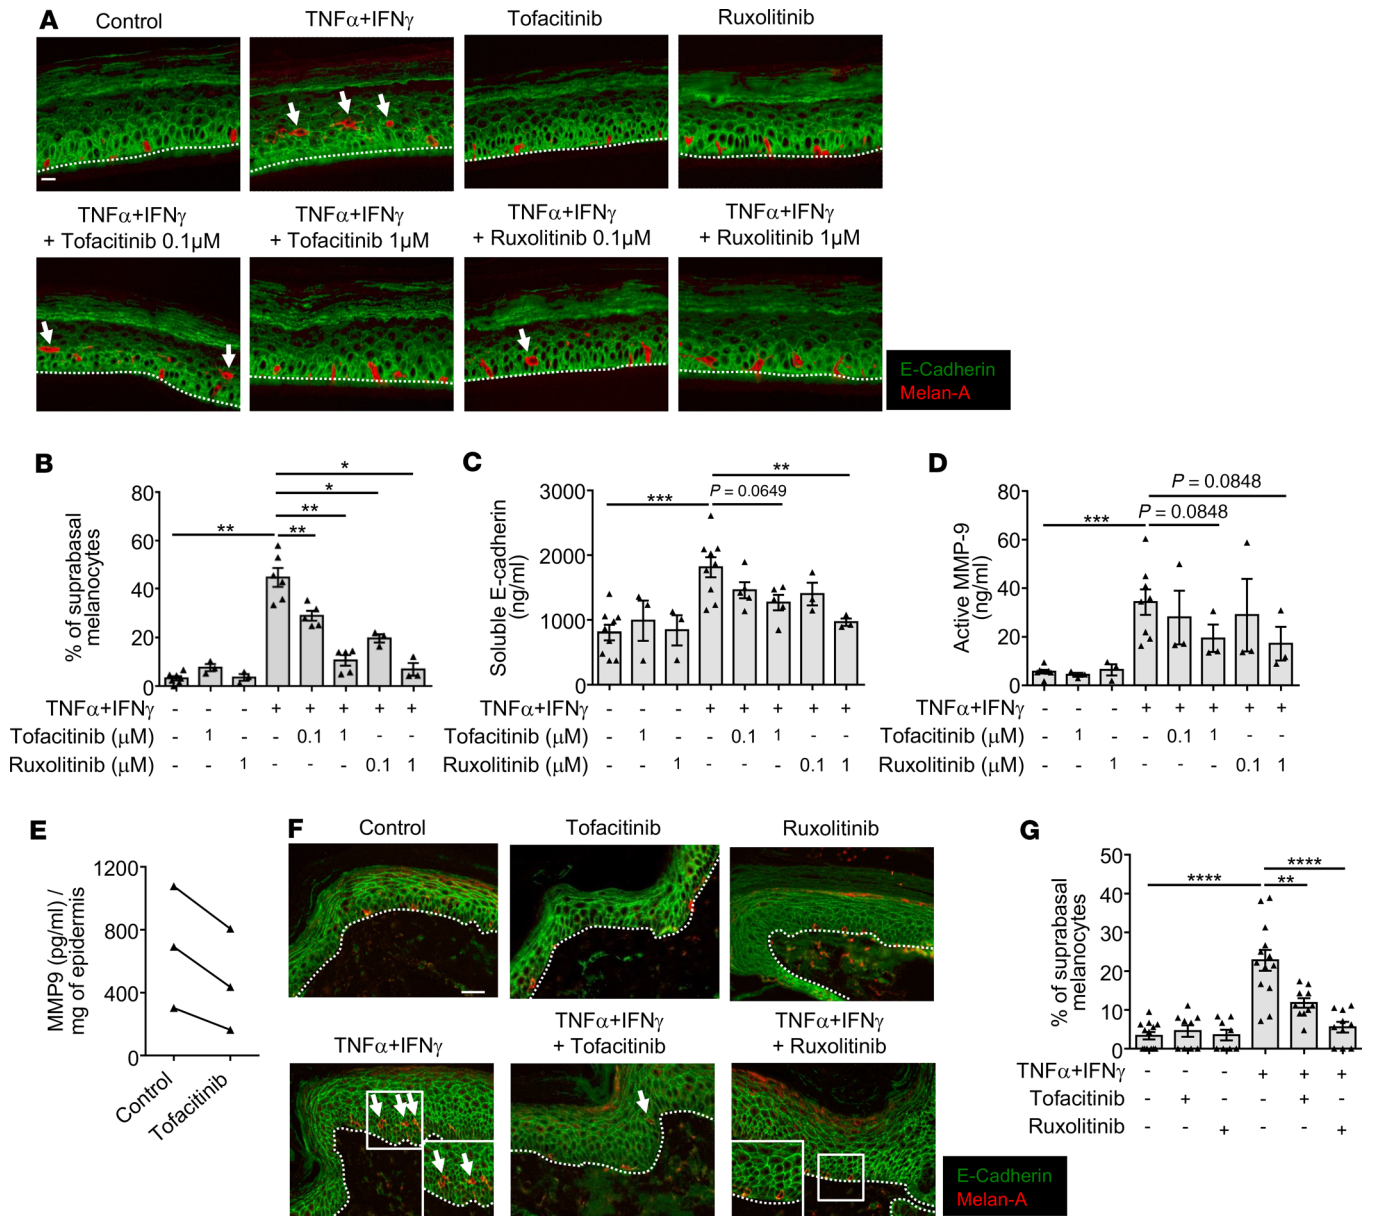 A
Control
TNFα+IFNγ
Tofacitinib
Ruxolitinib
TNFα+IFNγ
+ Tofacitinib 0.1μM
TNFα+IFNγ
+ Tofacitinib 1μM
TNFα+IFNγ
+ Ruxolitinib 0.1μM
TNFα+IFNγ
+ Ruxolitinib 1μM
E-Cadherin
Melan-A
B
% of suprabasal
melanocytes
80
60
40
20
0
**
**
**
*
*
TNFα+IFNγ - - - + + + + +
Tofacitinib (μM) - 1 - - 0.1 1 - -
Ruxolitinib (μM) - - 1 - - - 0.1 1
C
Soluble E-cadherin
(ng/ml)
3000
2000
1000
0
***
P = 0.0649
**
TNFα+IFNγ - - - + + + + +
Tofacitinib (μM) - 1 - - 0.1 1 - -
Ruxolitinib (μM) - - 1 - - - 0.1 1
D
Active MMP-9
(ng/ml)
80
60
40
20
0
***
P = 0.0848
P = 0.0848
TNFα+IFNγ - - - + + + + +
Tofacitinib (μM) - 1 - - 0.1 1 - -
Ruxolitinib (μM) - - 1 - - - 0.1 1
E
MMP9 (pg/ml) /
mg of epidermis
1200
800
400
0
Control
Tofacitinib
F
Control
Tofacitinib
Ruxolitinib
TNFα+IFNγ
TNFα+IFNγ
+ Tofacitinib
TNFα+IFNγ
+ Ruxolitinib
E-Cadherin
Melan-A
G
% of suprabasal
melanocytes
50
40
30
20
10
0
****
**
****
TNFα+IFNγ - - - + + +
Tofacitinib - + - - + -
Ruxolitinib - - + - - +